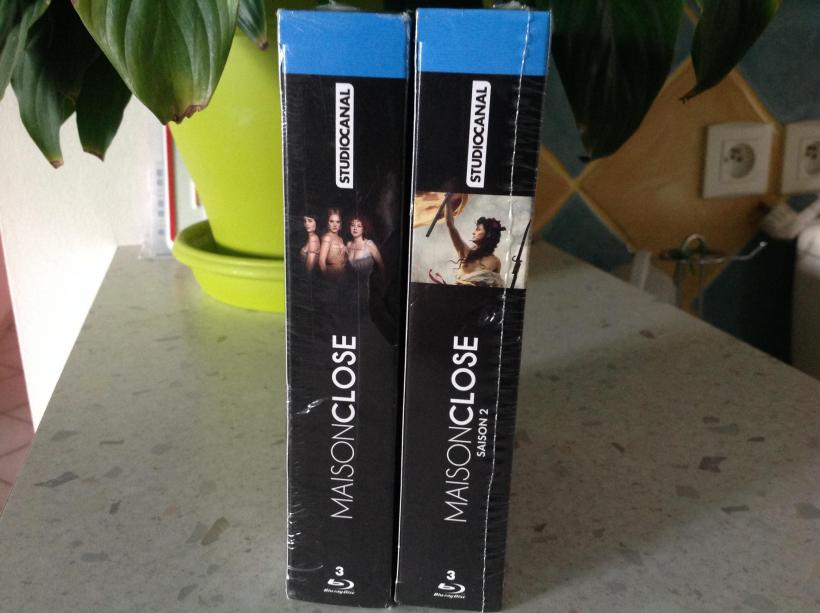 STUDIOCANAL
MAISONCLOSE
3
Blu-ray Disc
STUDIOCANAL
MAISONCLOSE
SAISON 2
3
Blu-ray Disc